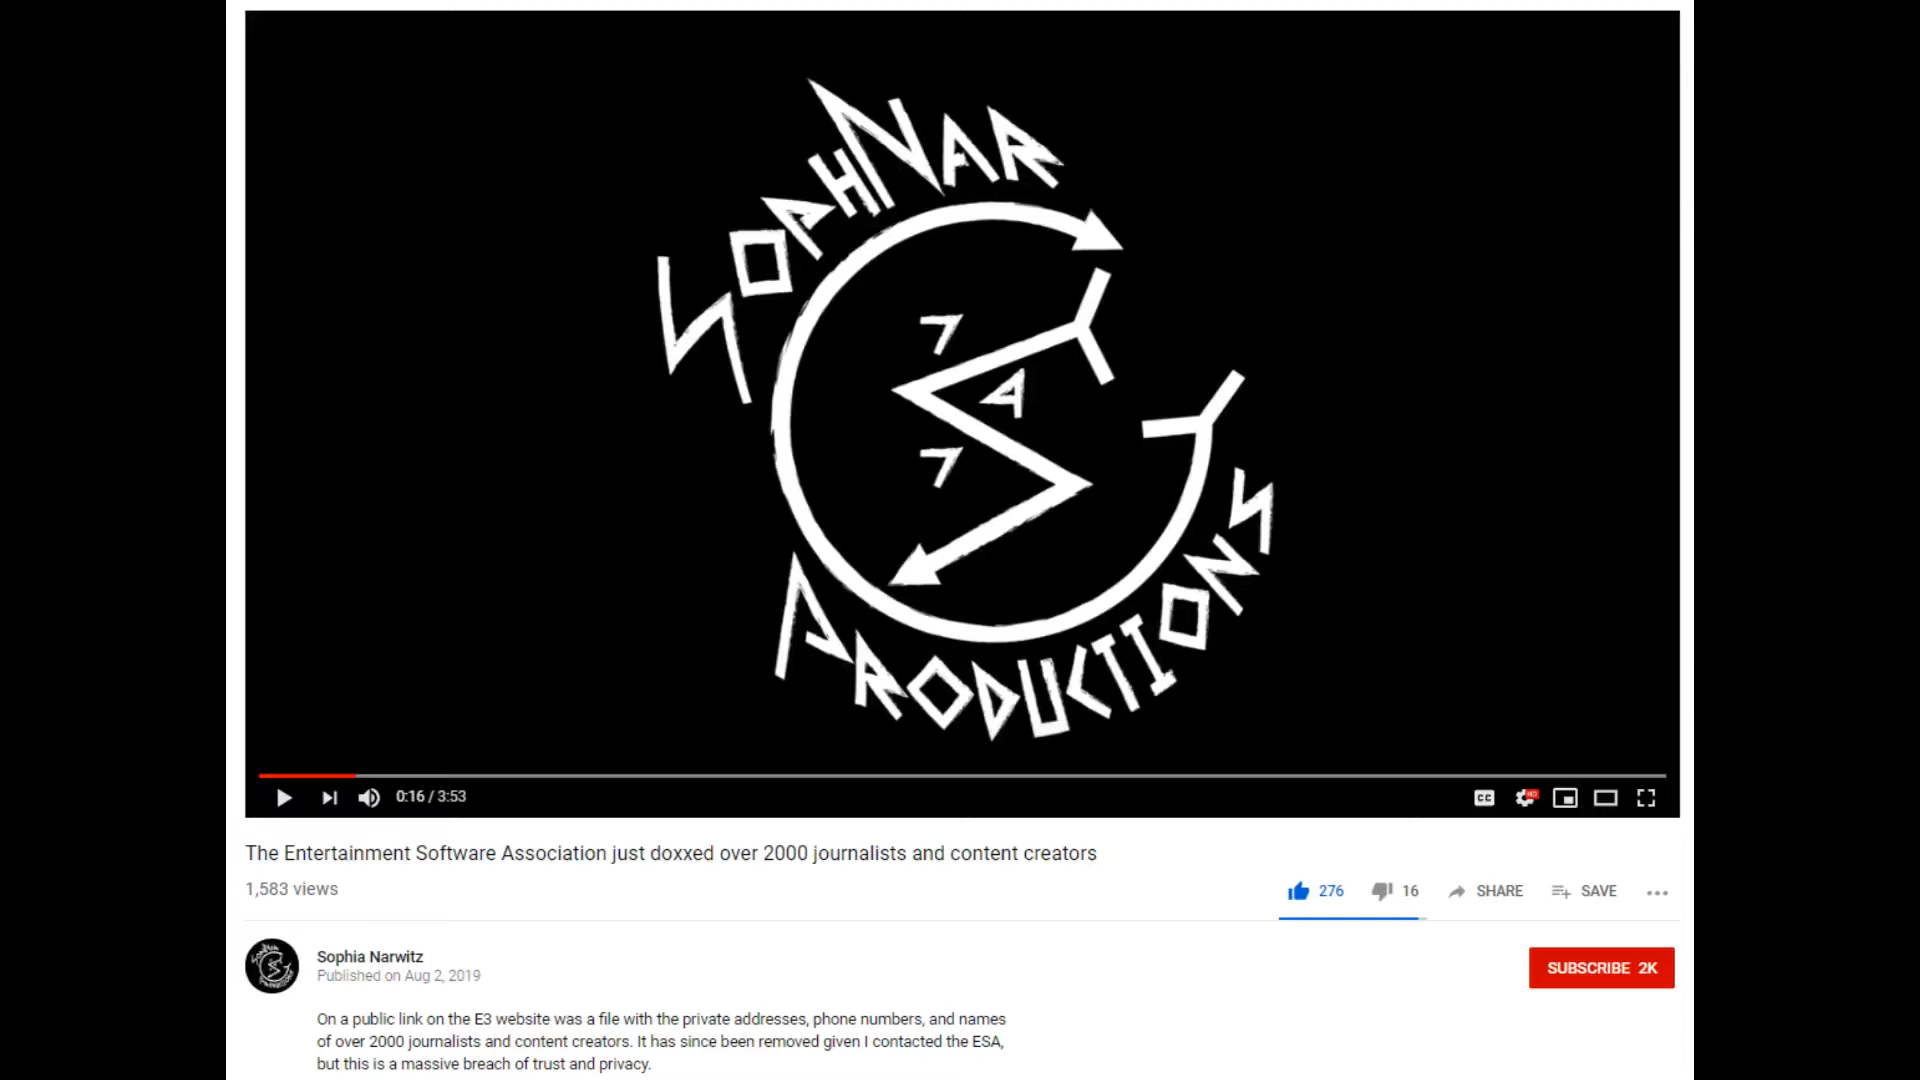 SOPHNAR
7
4
7
PRODUCTIONS
0:16 / 3:53
CC
HD
The Entertainment Software Association just doxxed over 2000 journalists and content creators
1,583 views
276
16
SHARE
SAVE
Sophia Narwitz
Published on Aug 2, 2019
SUBSCRIBE 2K
On a public link on the E3 website was a file with the private addresses, phone numbers, and names
of over 2000 journalists and content creators. It has since been removed given I contacted the ESA,
but this is a massive breach of trust and privacy.